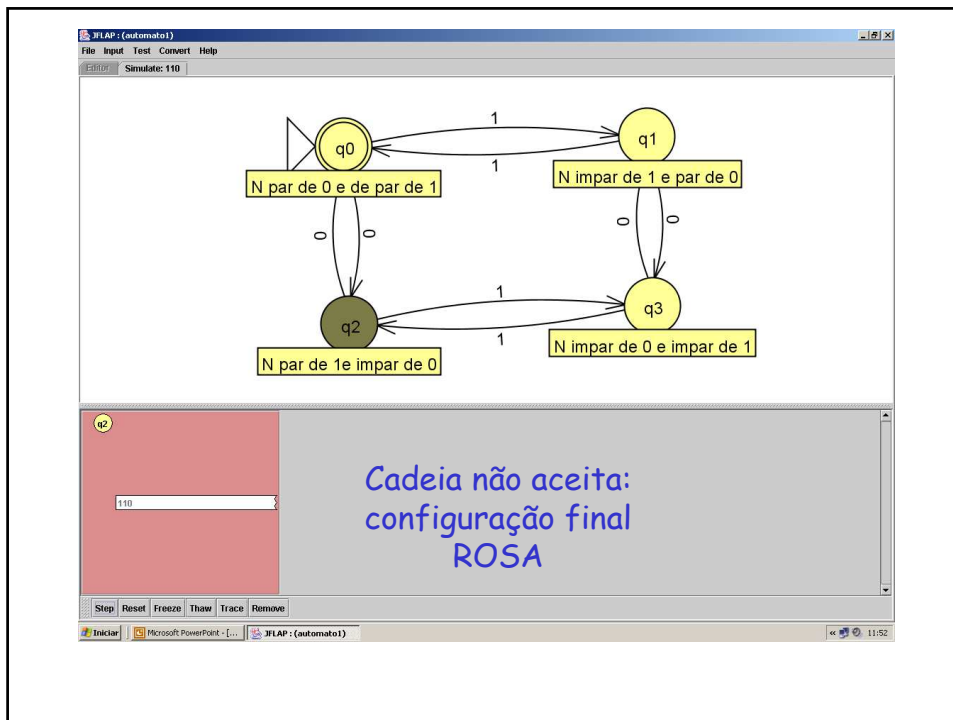 JFLAP : (automato1)
File Input Test Convert Help
Editor Simulate: 110
1
q0
q1
1
N par de 0 e de par de 1
N impar de 1 e par de 0
0 0
0 0
1
q2
q3
1
N par de 1e impar de 0
N impar de 0 e impar de 1
q2
110
Cadeia não aceita:
configuração final
ROSA
Step Reset Freeze Thaw Trace Remove
Iniciar Microsoft PowerPoint - [... JFLAP : (automato1) « 11:52